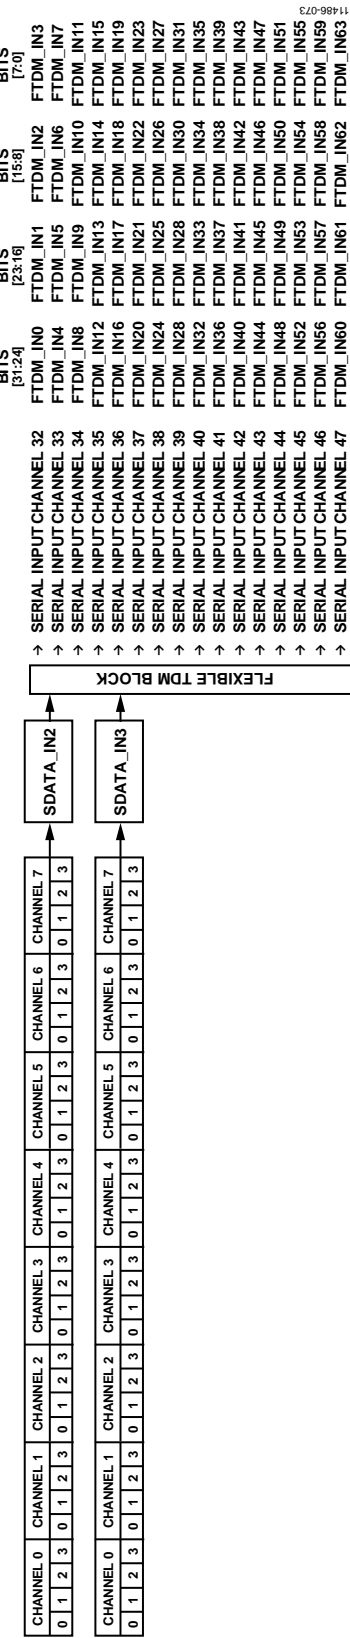 BITS BITS BITS BITS
[31:24] [23:16] [15:8] [7:0]
CHANNEL 0 CHANNEL 1 CHANNEL 2 CHANNEL 3 CHANNEL 4 CHANNEL 5 CHANNEL 6 CHANNEL 7
0 1 2 3 0 1 2 3 0 1 2 3 0 1 2 3 0 1 2 3 0 1 2 3 0 1 2 3 0 1 2 3
SDATA_IN2
CHANNEL 0 CHANNEL 1 CHANNEL 2 CHANNEL 3 CHANNEL 4 CHANNEL 5 CHANNEL 6 CHANNEL 7
0 1 2 3 0 1 2 3 0 1 2 3 0 1 2 3 0 1 2 3 0 1 2 3 0 1 2 3 0 1 2 3
SDATA_IN3
FLEXIBLE TDM BLOCK
→ SERIAL INPUT CHANNEL 32 FTDM_IN0 FTDM_IN1 FTDM_IN2 FTDM_IN3
→ SERIAL INPUT CHANNEL 33 FTDM_IN4 FTDM_IN5 FTDM_IN6 FTDM_IN7
→ SERIAL INPUT CHANNEL 34 FTDM_IN8 FTDM_IN9 FTDM_IN10 FTDM_IN11
→ SERIAL INPUT CHANNEL 35 FTDM_IN12 FTDM_IN13 FTDM_IN14 FTDM_IN15
→ SERIAL INPUT CHANNEL 36 FTDM_IN16 FTDM_IN17 FTDM_IN18 FTDM_IN19
→ SERIAL INPUT CHANNEL 37 FTDM_IN20 FTDM_IN21 FTDM_IN22 FTDM_IN23
→ SERIAL INPUT CHANNEL 38 FTDM_IN24 FTDM_IN25 FTDM_IN26 FTDM_IN27
→ SERIAL INPUT CHANNEL 39 FTDM_IN28 FTDM_IN28 FTDM_IN30 FTDM_IN31
→ SERIAL INPUT CHANNEL 40 FTDM_IN32 FTDM_IN33 FTDM_IN34 FTDM_IN35
→ SERIAL INPUT CHANNEL 41 FTDM_IN36 FTDM_IN37 FTDM_IN38 FTDM_IN39
→ SERIAL INPUT CHANNEL 42 FTDM_IN40 FTDM_IN41 FTDM_IN42 FTDM_IN43
→ SERIAL INPUT CHANNEL 43 FTDM_IN44 FTDM_IN45 FTDM_IN46 FTDM_IN47
→ SERIAL INPUT CHANNEL 44 FTDM_IN48 FTDM_IN49 FTDM_IN50 FTDM_IN51
→ SERIAL INPUT CHANNEL 45 FTDM_IN52 FTDM_IN53 FTDM_IN54 FTDM_IN55
→ SERIAL INPUT CHANNEL 46 FTDM_IN56 FTDM_IN57 FTDM_IN58 FTDM_IN59
→ SERIAL INPUT CHANNEL 47 FTDM_IN60 FTDM_IN61 FTDM_IN62 FTDM_IN63
11486-073